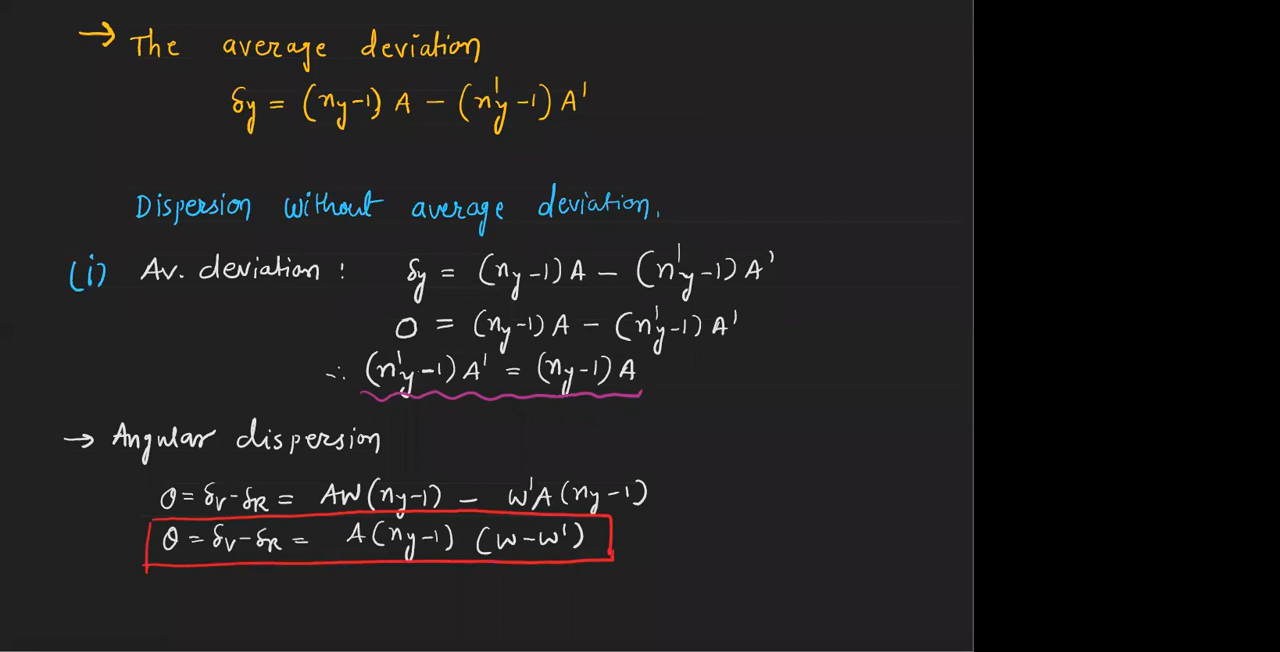 → The average deviation
δy = (ny-1) A - (n'y-1) A'
Dispersion without average deviation.
(i) Av. deviation : δy = (ny-1) A - (n'y-1) A'
0 = (ny-1) A - (n'y-1) A'
∴ (n'y-1) A' = (ny-1) A
→ Angular dispersion
θ = δv - δR = AW (ny-1) - W'A (ny-1)
θ = δv - δR = A (ny-1) (W-W')